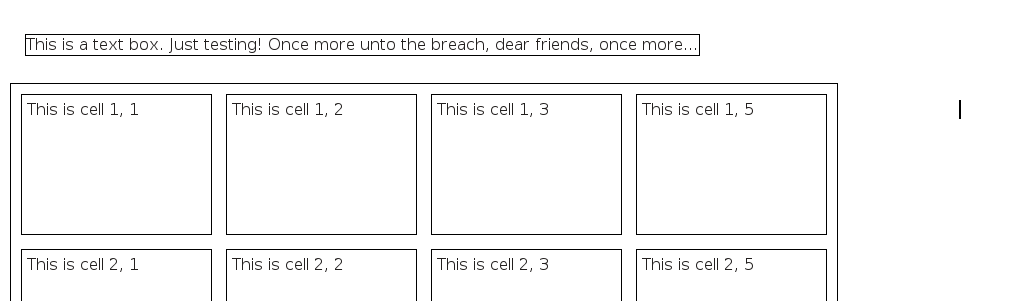 This is a text box. Just testing! Once more unto the breach, dear friends, once more...
This is cell 1, 1 This is cell 1, 2 This is cell 1, 3 This is cell 1, 5
This is cell 2, 1 This is cell 2, 2 This is cell 2, 3 This is cell 2, 5